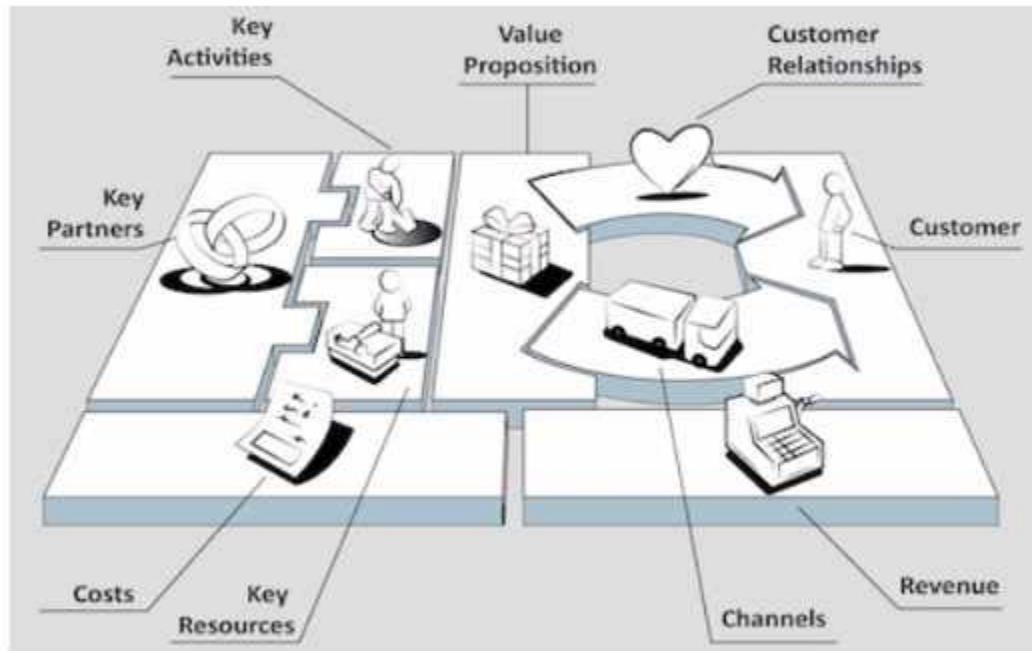 Key
Activities
Value
Proposition
Customer
Relationships
Key
Partners
Customer
Costs
Key
Resources
Channels
Revenue